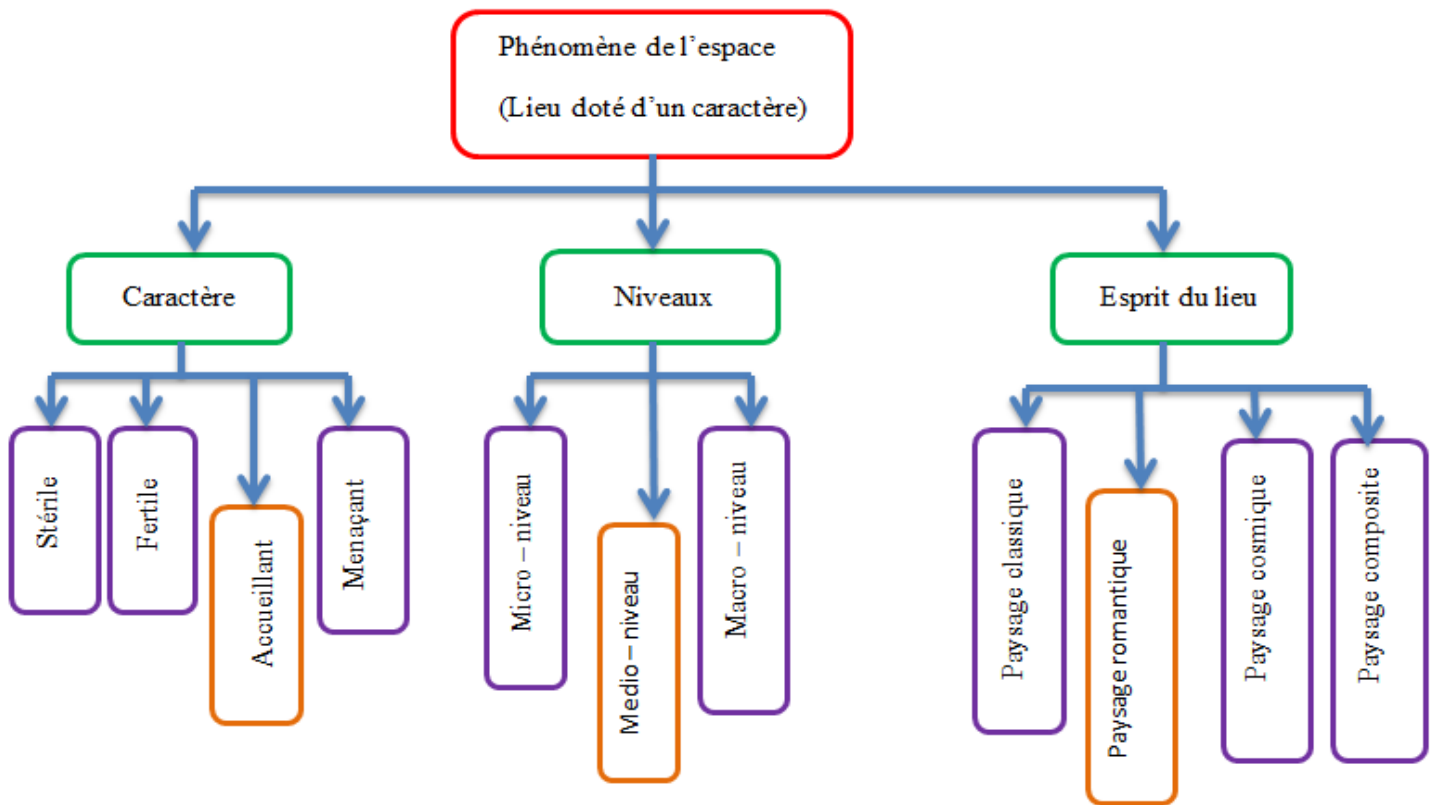 Phénomène de l’espace
(Lieu doté d’un caractère)
Caractère
Niveaux
Esprit du lieu
Stérile
Fertile
Accueillant
Menaçant
Micro – niveau
Medio – niveau
Macro – niveau
Paysage classique
Paysage romantique
Paysage cosmique
Paysage composite